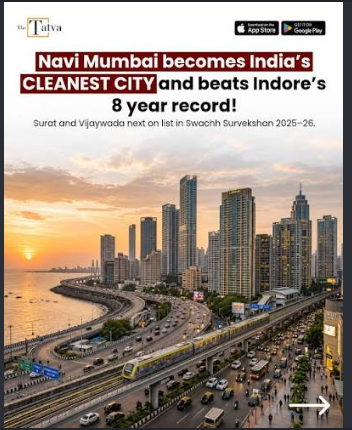 The Tatva
Download on the App Store
GET IT ON Google Play
Navi Mumbai becomes India's
CLEANEST CITY and beats Indore's
8 year record!
Surat and Vijaywada next on list in Swachh Survekshan 2025-26.